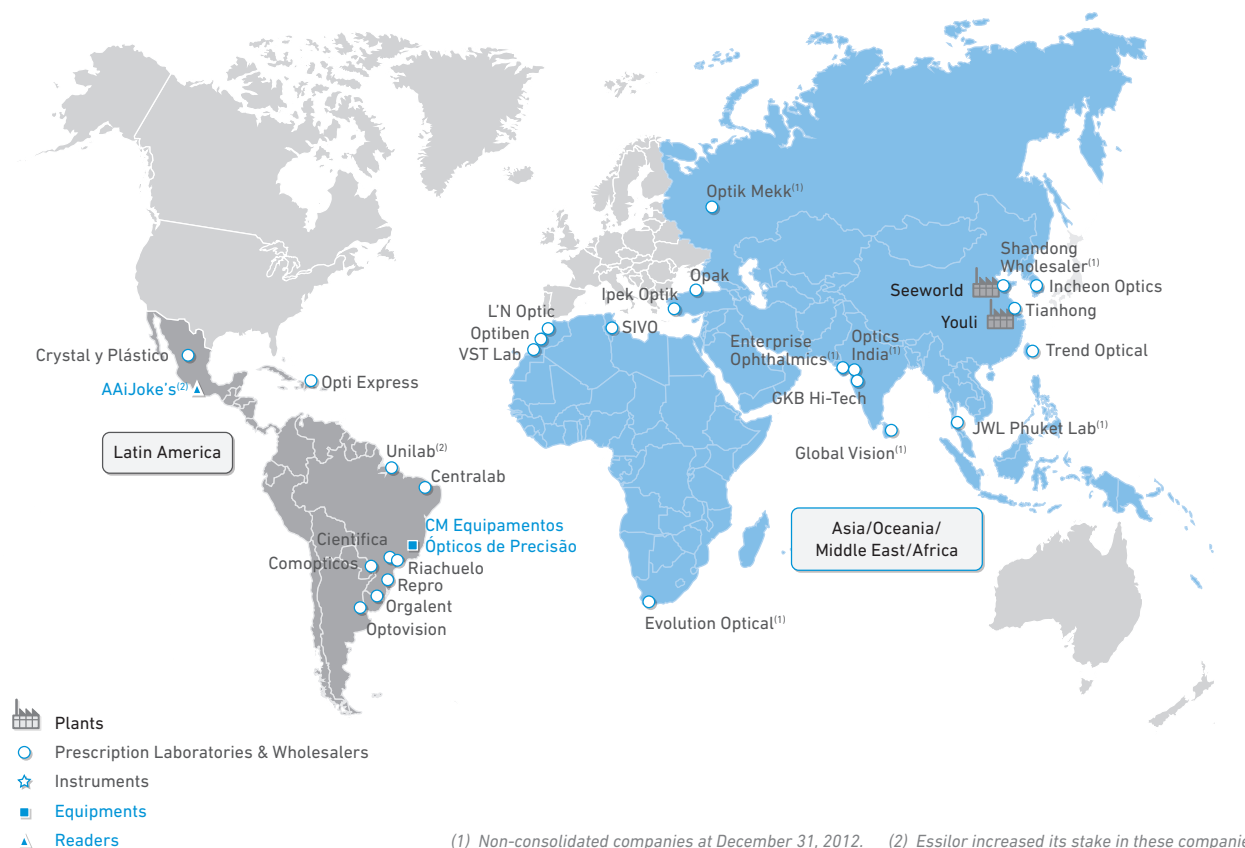 Optik Mekk(1)
Shandong
Wholesaler(1)
Opak
Seeworld
Incheon Optics
Ipek Optik
L'N Optic
Tianhong
Youli
Optiben
SIVO
Enterprise
Ophthalmics(1)
Optics
India(1)
VST Lab
Trend Optical
Crystal y Plástico
AAiJoke's(2)
Opti Express
GKB Hi-Tech
JWL Phuket Lab(1)
Latin America
Unilab(2)
Global Vision(1)
Centralab
CM Equipamentos
Ópticos de Precisão
Asia/Oceania/
Middle East/Africa
Cientifica
Comopticos
Riachuelo
Repro
Orgalent
Evolution Optical(1)
Optovision
Plants
Prescription Laboratories & Wholesalers
Instruments
Equipments
Readers
(1) Non-consolidated companies at December 31, 2012. (2) Essilor increased its stake in these companie